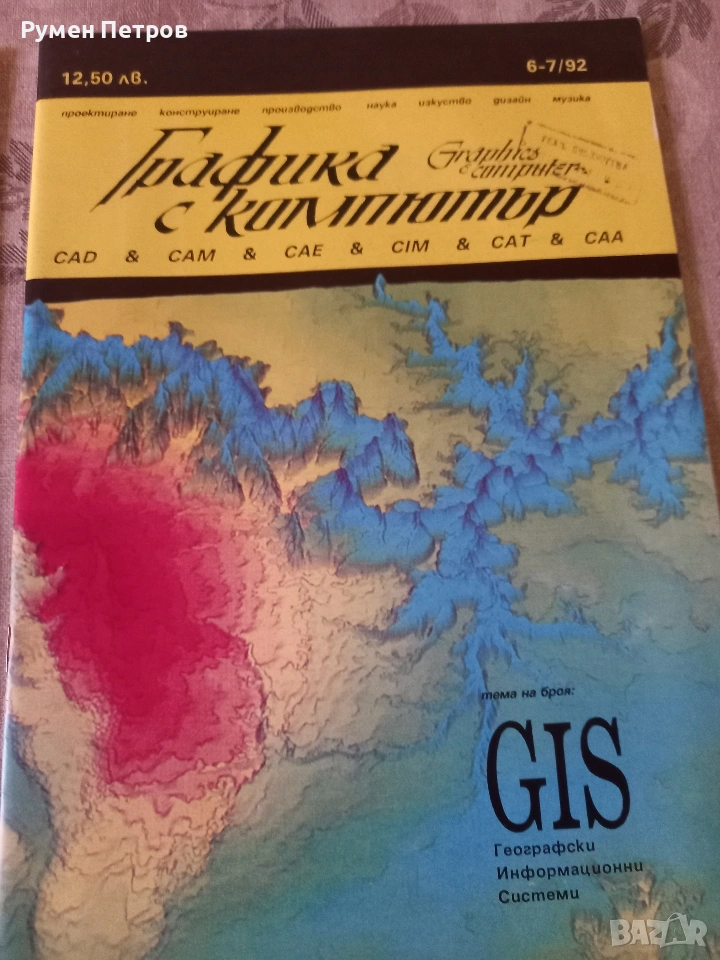 Румен Петров
12,50 лв.
6-7/92
проектиране конструиране производство наука изкуство дизайн музика
Графика
с компютър
Graphics
computer
CAD & CAM & CAE & CIM & CAT & CAA
тема на броя:
GIS
Географски
Информационни
Системи
BAZAR